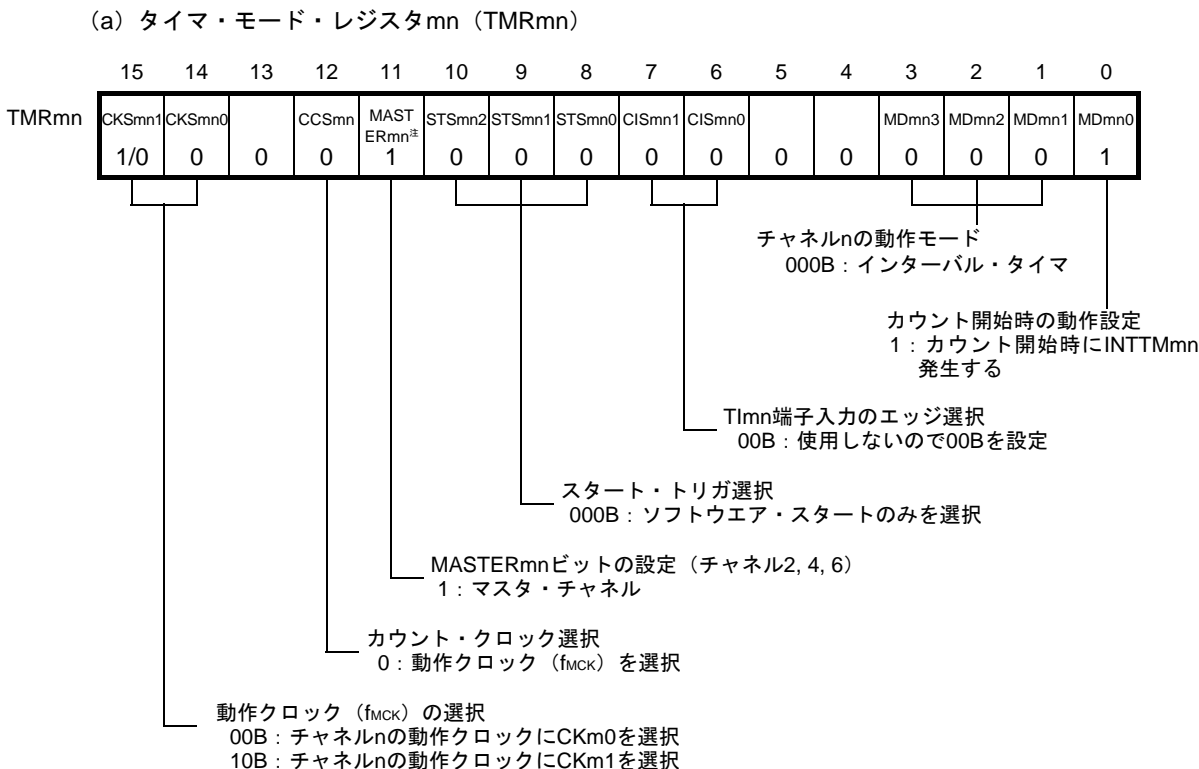 (a) タイマ・モード・レジスタmn（TMRmn）
15 14 13 12 11 10 9 8 7 6 5 4 3 2 1 0
TMRmn CKSmn1 CKSmn0 CCSmn MASTERmn注 STSmn2 STSmn1 STSmn0 CISmn1 CISmn0 MDmn3 MDmn2 MDmn1 MDmn0
1/0 0 0 0 1 0 0 0 0 0 0 0 0 0 0 1
チャネルnの動作モード
000B：インターバル・タイマ
カウント開始時の動作設定
1：カウント開始時にINTTMmn
発生する
TImn端子入力のエッジ選択
00B：使用しないので00Bを設定
スタート・トリガ選択
000B：ソフトウエア・スタートのみを選択
MASTERmnビットの設定（チャネル2, 4, 6）
1：マスタ・チャネル
カウント・クロック選択
0：動作クロック（fMCK）を選択
動作クロック（fMCK）の選択
00B：チャネルnの動作クロックにCKm0を選択
10B：チャネルnの動作クロックにCKm1を選択